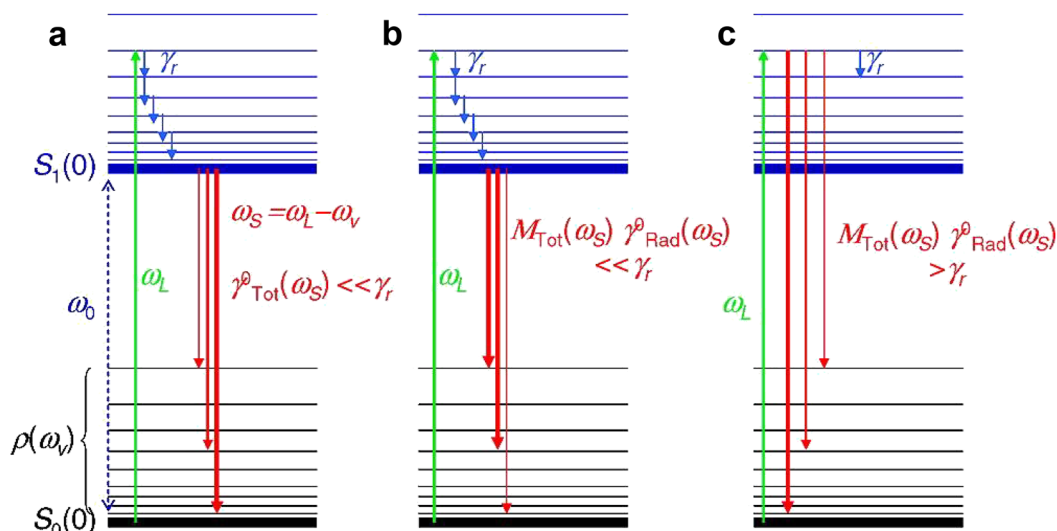 a
b
c
γr
γr
γr
S1(0)
ωS=ωL−ωv
MTot(ωS) γ0Rad(ωS)
<<γr
MTot(ωS) γ0Rad(ωS)
>γr
γ0Tot(ωS)<<γr
ω0
ωL
ωL
ωL
ρ(ωv)
S0(0)